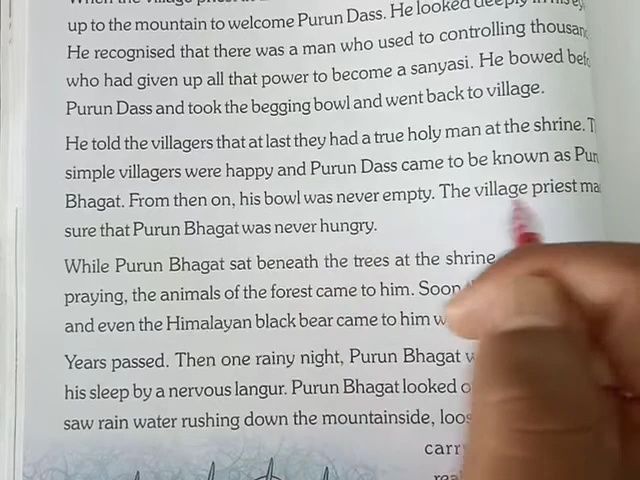 up to the mountain to welcome Purun Dass. He looked deeply in
He recognised that there was a man who used to controlling
who had given up all that power to become a sanyasi. He bowed
Purun Dass and took the begging bowl and went back to village.
He told the villagers that at last they had a true holy man at the shrine.
simple villagers were happy and Purun Dass came to be known as
Bhagat. From then on, his bowl was never empty. The village priest
sure that Purun Bhagat was never hungry.
While Purun Bhagat sat beneath the trees at the shrine
praying, the animals of the forest came to him. Soon
and even the Himalayan black bear came to him
Years passed. Then one rainy night, Purun Bhagat
his sleep by a nervous langur. Purun Bhagat looked
saw rain water rushing down the mountainside,